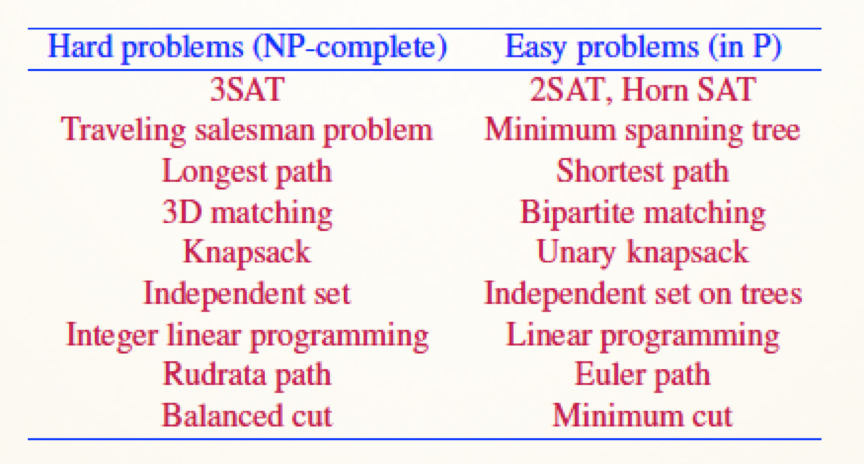 Hard problems (NP-complete) Easy problems (in P)
3SAT 2SAT, Horn SAT
Traveling salesman problem Minimum spanning tree
Longest path Shortest path
3D matching Bipartite matching
Knapsack Unary knapsack
Independent set Independent set on trees
Integer linear programming Linear programming
Rudrata path Euler path
Balanced cut Minimum cut